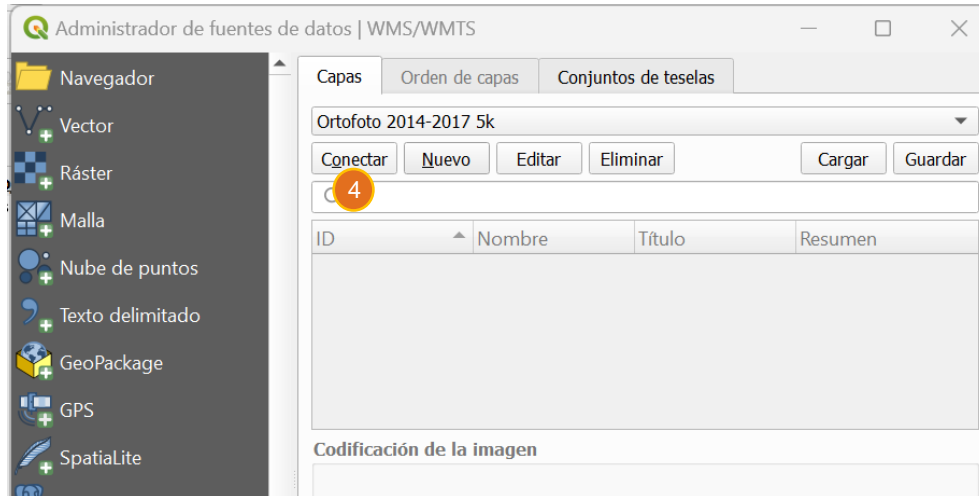 Administrador de fuentes de datos | WMS/WMTS
Navegador
Vector
Ráster
Malla
Nube de puntos
Texto delimitado
GeoPackage
GPS
SpatiaLite
Capas Orden de capas Conjuntos de teselas
Ortofoto 2014-2017 5k
Conectar Nuevo Editar Eliminar Cargar Guardar
4
ID Nombre Título Resumen
Codificación de la imagen